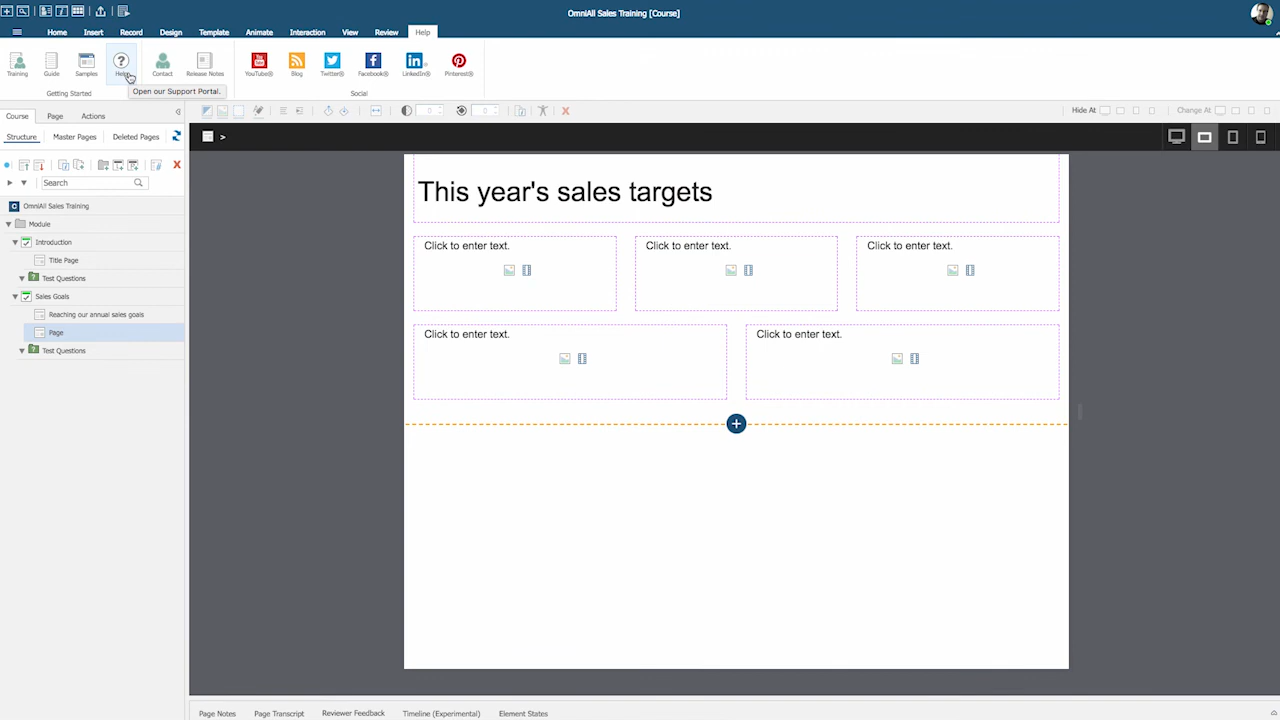 OmniAll Sales Training [Course]
Home Insert Record Design Template Animate Interaction View Review Help
Training Guide Samples Help Contact Release Notes YouTube® Blog Twitter® Facebook® LinkedIn® Pinterest®
Open our Support Portal.
Getting Started Social
Course Page Actions
Hide At Change At
Structure Master Pages Deleted Pages
>
Search
OmniAll Sales Training
Module
Introduction
Title Page
Test Questions
Sales Goals
Reaching our annual sales goals
Page
Test Questions
This year's sales targets
Click to enter text. Click to enter text. Click to enter text.
Click to enter text. Click to enter text.
Page Notes Page Transcript Reviewer Feedback Timeline (Experimental) Element States